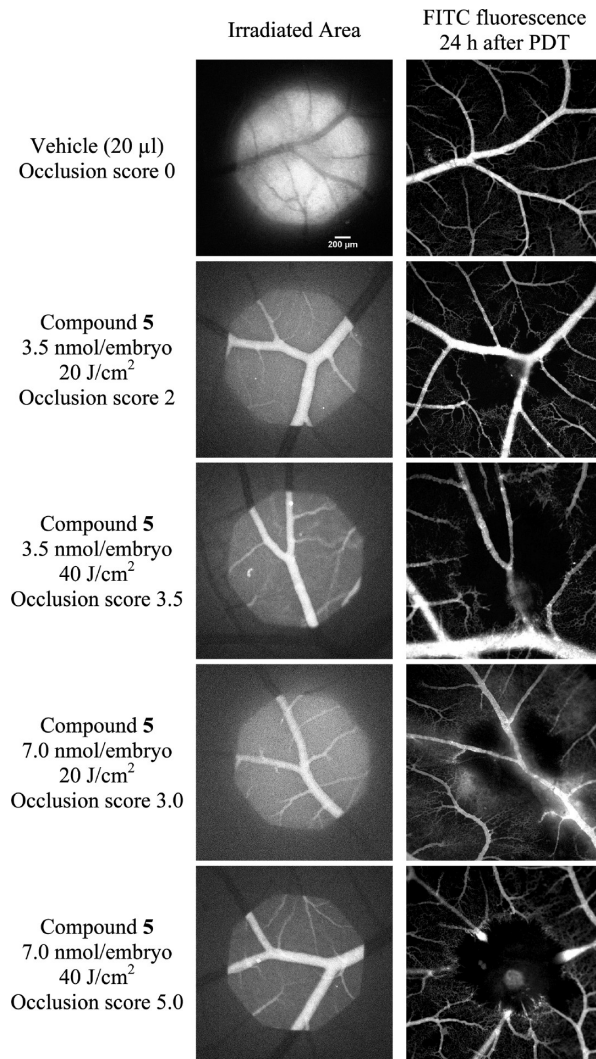 Irradiated Area
FITC fluorescence
24 h after PDT
Vehicle (20 µl)
Occlusion score 0
200 µm
Compound 5
3.5 nmol/embryo
20 J/cm²
Occlusion score 2
Compound 5
3.5 nmol/embryo
40 J/cm²
Occlusion score 3.5
Compound 5
7.0 nmol/embryo
20 J/cm²
Occlusion score 3.0
Compound 5
7.0 nmol/embryo
40 J/cm²
Occlusion score 5.0